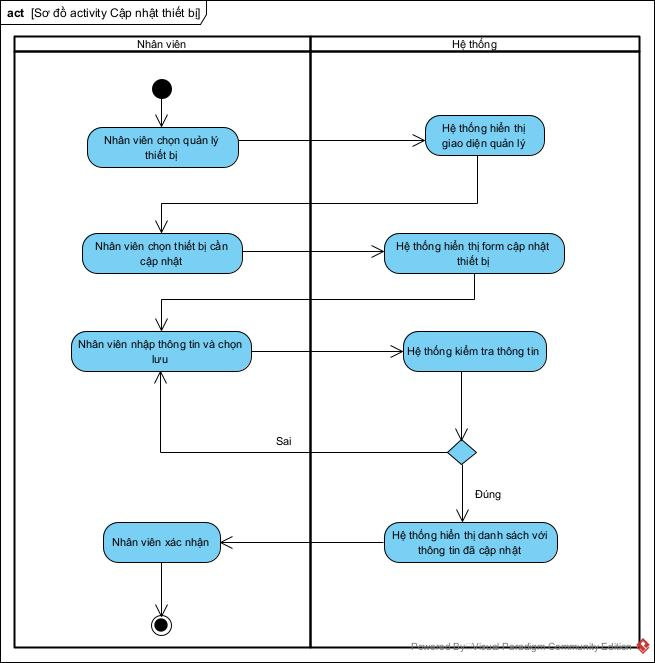 act [Sơ đồ activity Cập nhật thiết bị]
Nhân viên
Hệ thống
Nhân viên chọn quản lý
thiết bị
Hệ thống hiển thị
giao diện quản lý
Nhân viên chọn thiết bị cần
cập nhật
Hệ thống hiển thị form cập nhật
thiết bị
Nhân viên nhập thông tin và chọn
lưu
Hệ thống kiểm tra thông tin
Sai
Đúng
Nhân viên xác nhận
Hệ thống hiển thị danh sách với
thông tin đã cập nhật
Powered By: Visual Paradigm Community Edition